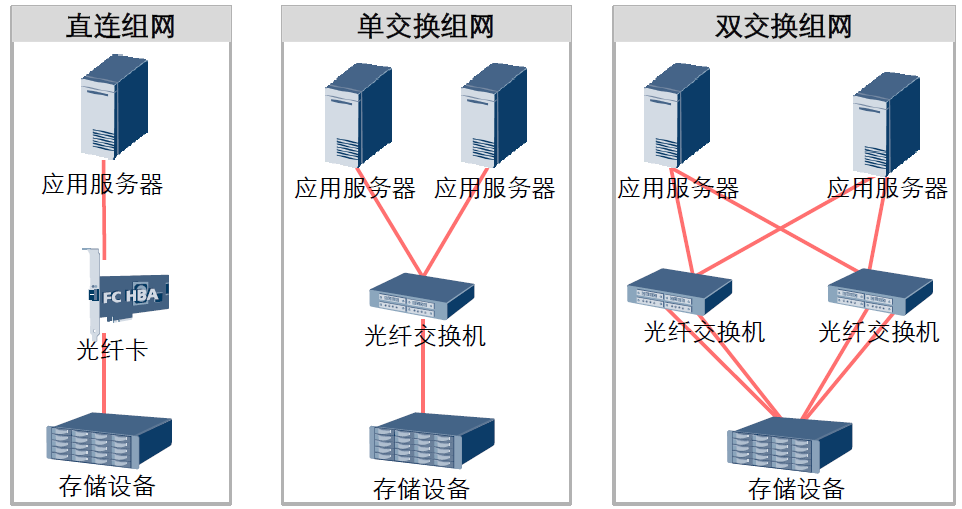 直连组网
应用服务器
FC HBA
光纤卡
存储设备
单交换组网
应用服务器
应用服务器
光纤交换机
存储设备
双交换组网
应用服务器
应用服务器
光纤交换机
光纤交换机
存储设备